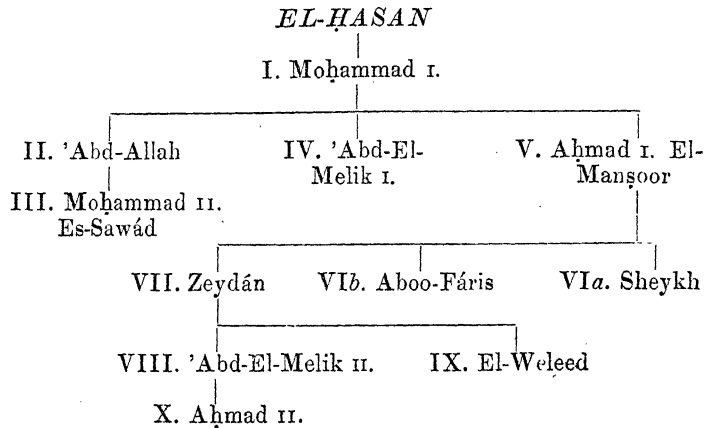 EL-ḤASAN
I. Moḥammad I.
II. 'Abd-Allah IV. 'Abd-El- V. Aḥmad I. El-
Melik I. Manṣoor
III. Moḥammad II.
Es-Sawád
VII. Zeydán VIb. Aboo-Fáris VIa. Sheykh
VIII. 'Abd-El-Melik II. IX. El-Weleed
X. Aḥmad II.